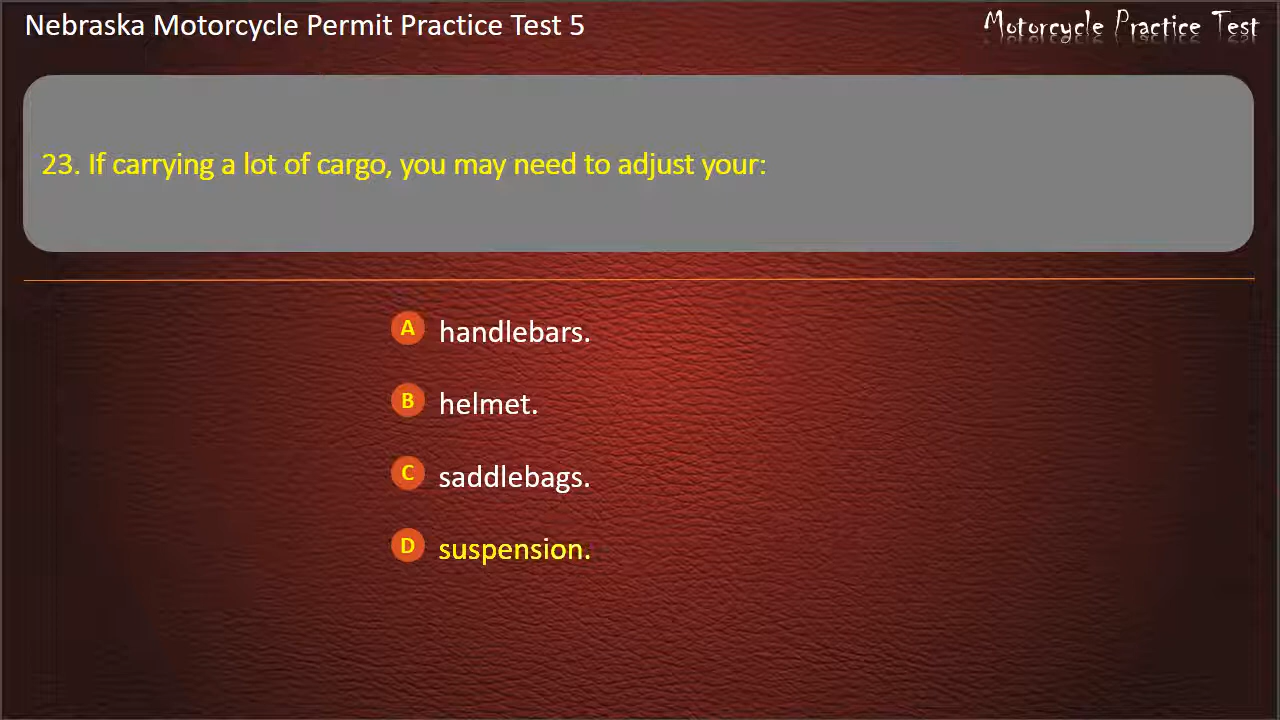 Nebraska Motorcycle Permit Practice Test 5
Motorcycle Practice Test
23. If carrying a lot of cargo, you may need to adjust your:
A handlebars.
B helmet.
C saddlebags.
D suspension.